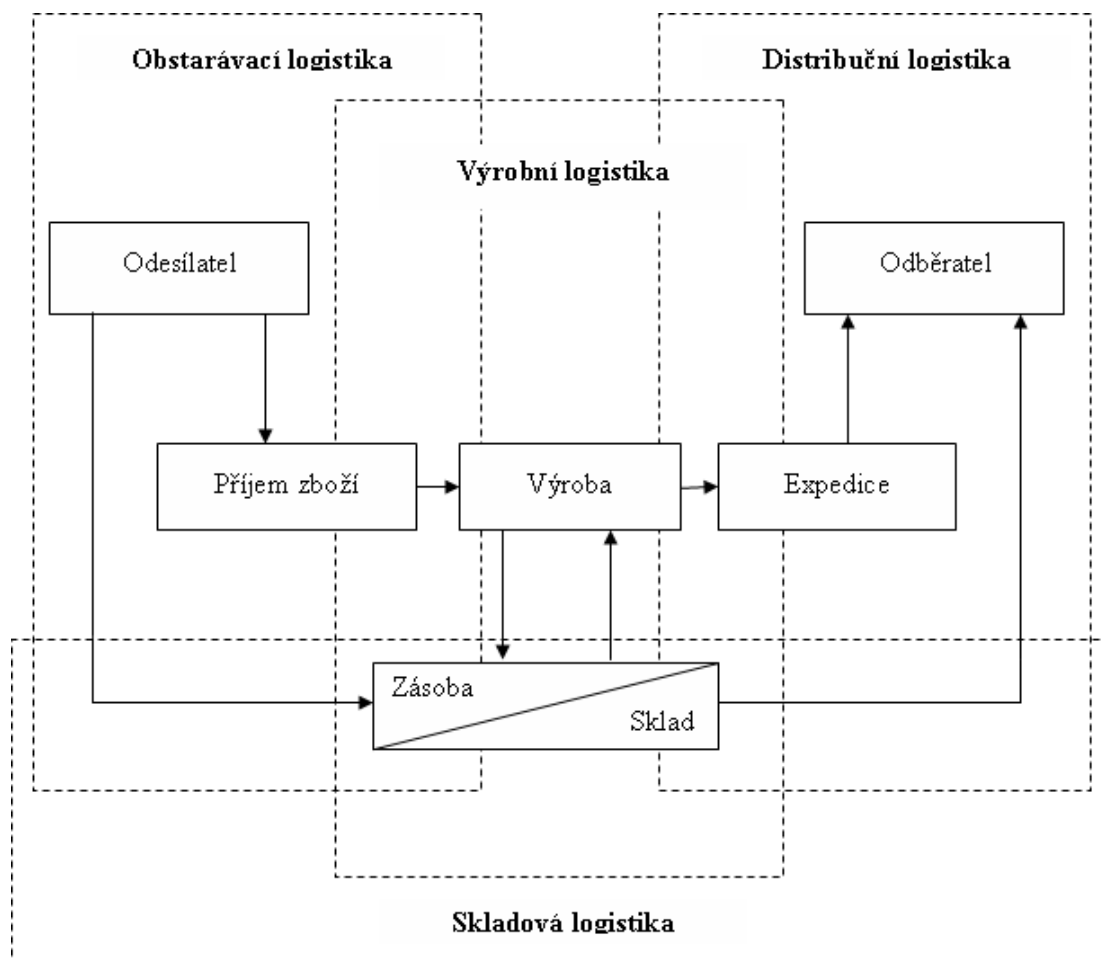 Obstarávací logistika
Distribuční logistika
Výrobní logistika
Odesílatel
Odběratel
Příjem zboží
Výroba
Expedice
Zásoba
Sklad
Skladová logistika